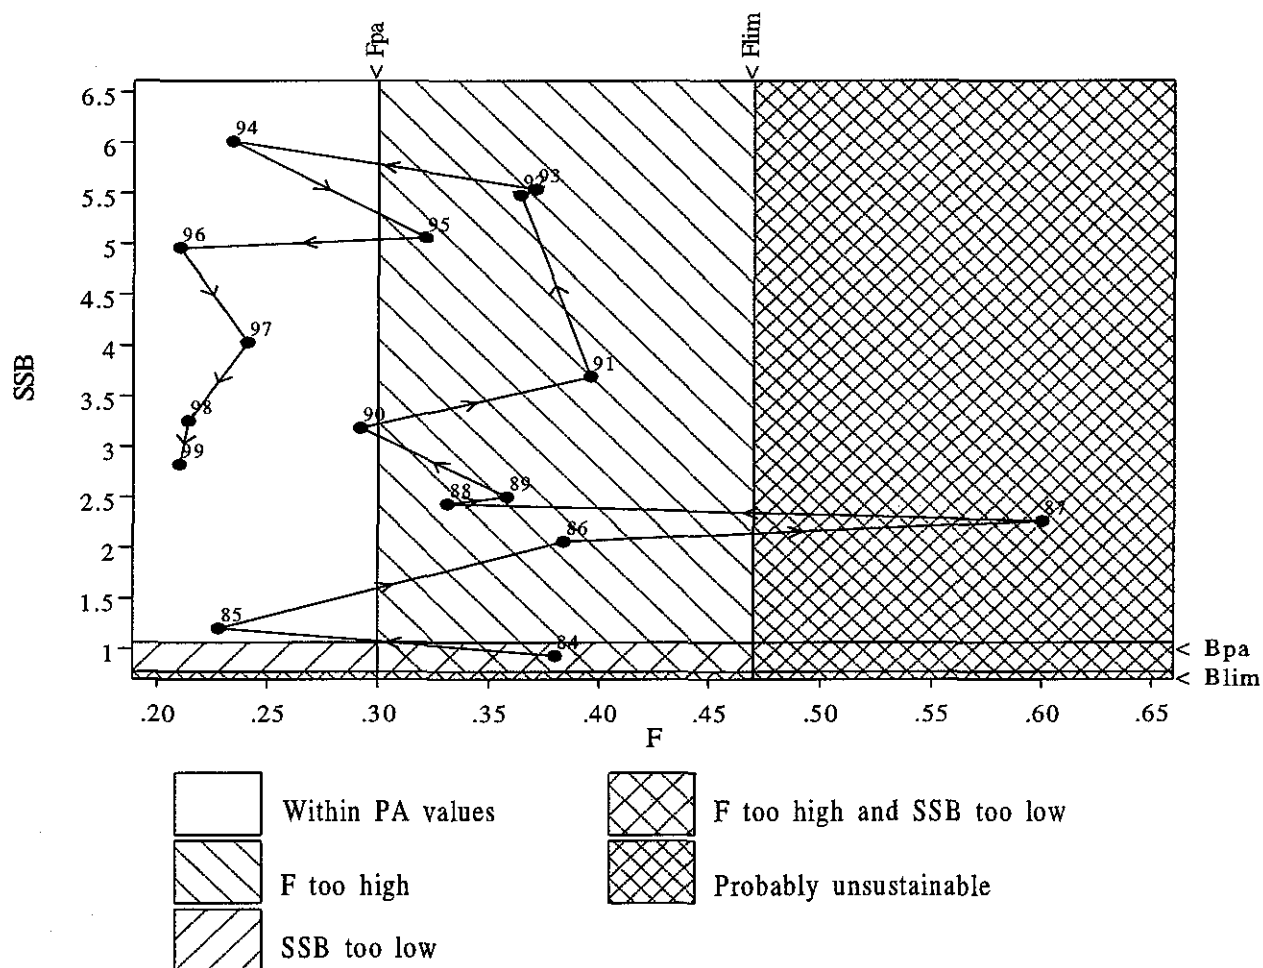 < Fpa
< Flim
6.5
6
5.5
5
4.5
4
3.5
3
2.5
2
1.5
1
SSB
94
92
93
95
96
97
91
98
90
99
89
88
87
86
85
84
< Bpa
< Blim
.20 .25 .30 .35 .40 .45 .50 .55 .60 .65
F
Within PA values
F too high and SSB too low
F too high
Probably unsustainable
SSB too low